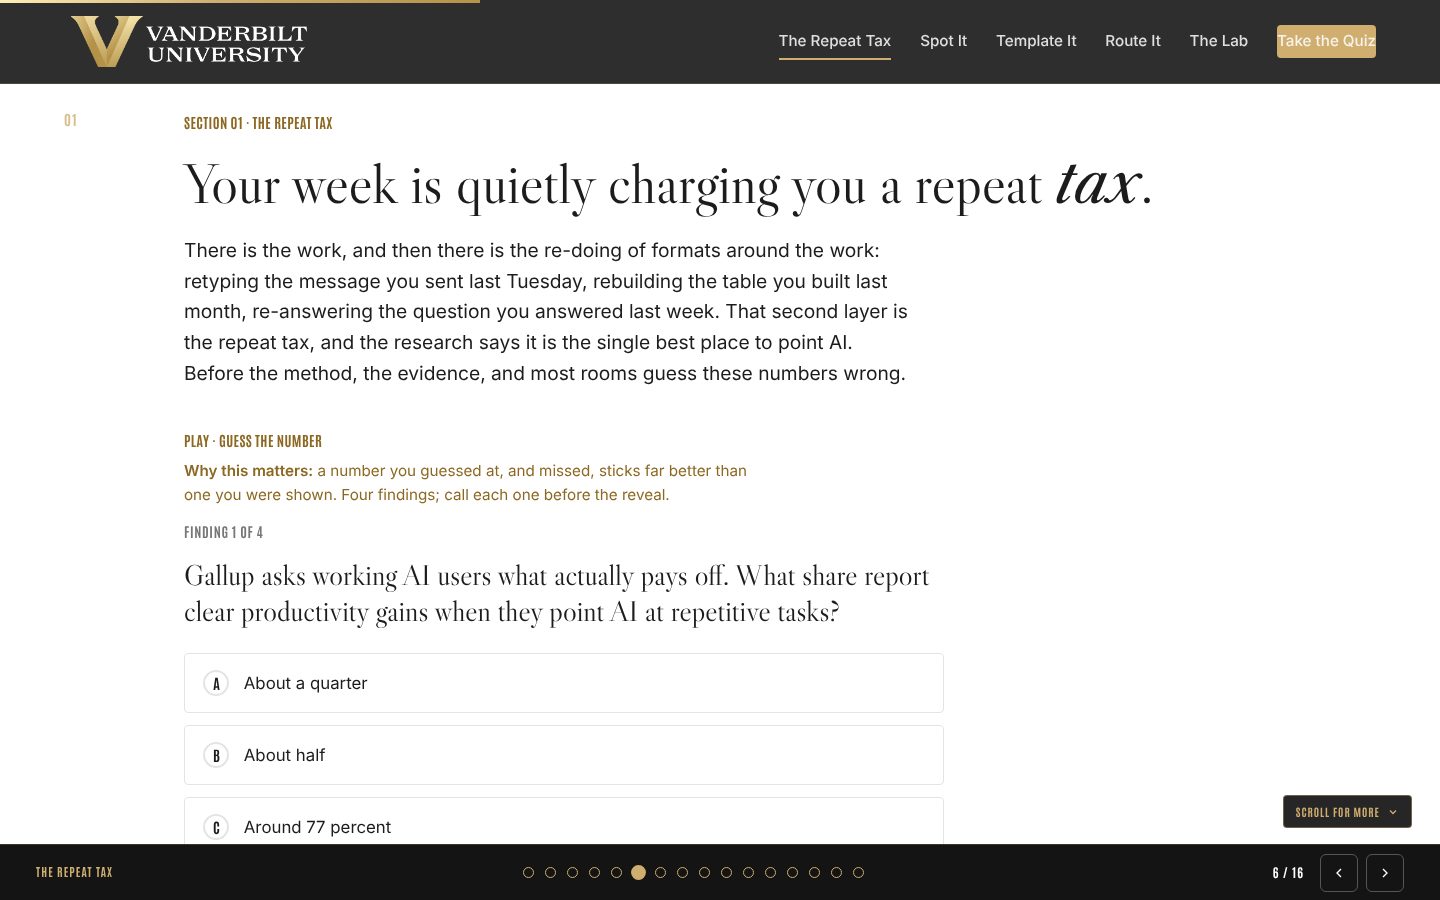 VANDERBILT
UNIVERSITY
The Repeat Tax
Spot It
Template It
Route It
The Lab
Take the Quiz
01
SECTION 01 · THE REPEAT TAX
Your week is quietly charging you a repeat tax.
There is the work, and then there is the re-doing of formats around the work:
retyping the message you sent last Tuesday, rebuilding the table you built last
month, re-answering the question you answered last week. That second layer is
the repeat tax, and the research says it is the single best place to point AI.
Before the method, the evidence, and most rooms guess these numbers wrong.
PLAY · GUESS THE NUMBER
Why this matters: a number you guessed at, and missed, sticks far better than
one you were shown. Four findings; call each one before the reveal.
FINDING 1 OF 4
Gallup asks working AI users what actually pays off. What share report
clear productivity gains when they point AI at repetitive tasks?
A About a quarter
B About half
C Around 77 percent
SCROLL FOR MORE
THE REPEAT TAX
6 / 16